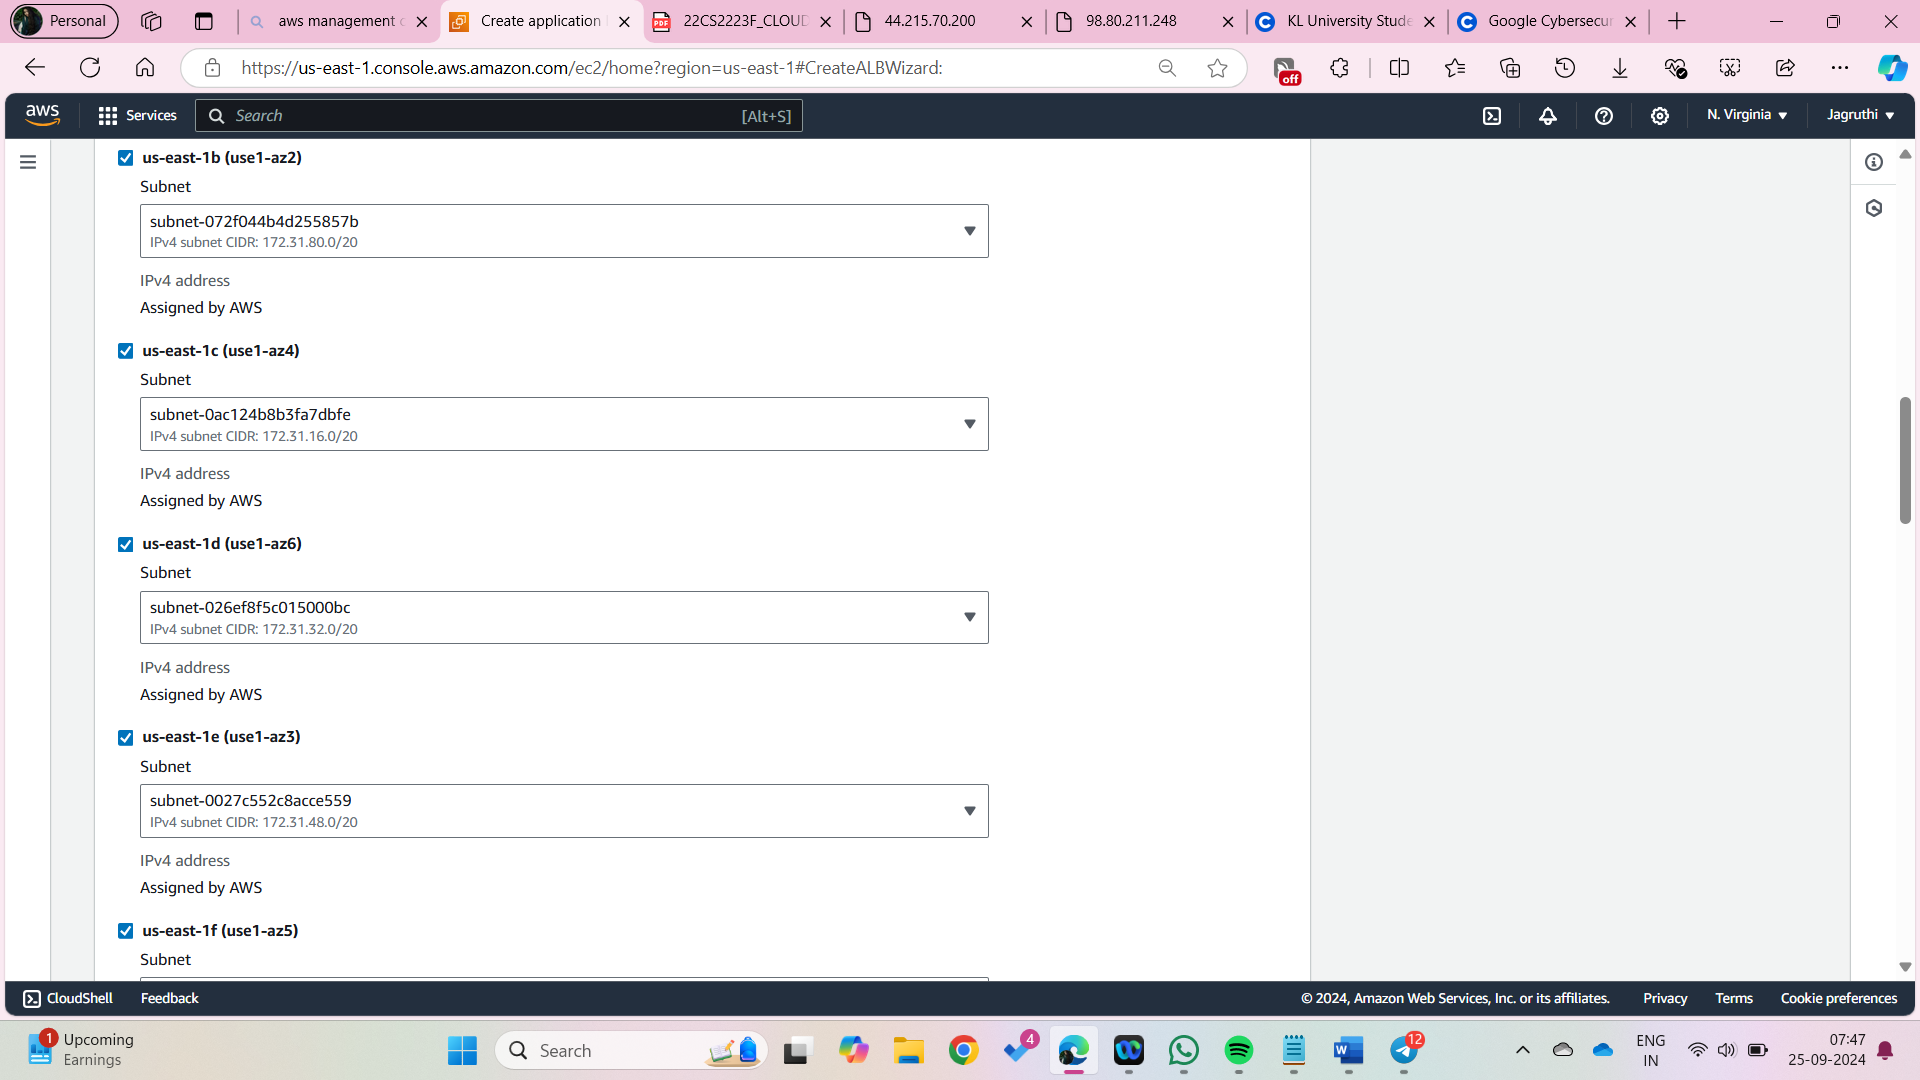 Personal
aws management c
Create application
22CS2223F_CLOUD
44.215.70.200
98.80.211.248
KL University Stude
Google Cybersecur
https://us-east-1.console.aws.amazon.com/ec2/home?region=us-east-1#CreateALBWizard:
off
aws
Services
Search
[Alt+S]
N. Virginia
Jagruthi
us-east-1b (use1-az2)
Subnet
subnet-072f044b4d255857b
IPv4 subnet CIDR: 172.31.80.0/20
IPv4 address
Assigned by AWS
us-east-1c (use1-az4)
Subnet
subnet-0ac124b8b3fa7dbfe
IPv4 subnet CIDR: 172.31.16.0/20
IPv4 address
Assigned by AWS
us-east-1d (use1-az6)
Subnet
subnet-026ef8f5c015000bc
IPv4 subnet CIDR: 172.31.32.0/20
IPv4 address
Assigned by AWS
us-east-1e (use1-az3)
Subnet
subnet-0027c552c8acce559
IPv4 subnet CIDR: 172.31.48.0/20
IPv4 address
Assigned by AWS
us-east-1f (use1-az5)
Subnet
CloudShell
Feedback
© 2024, Amazon Web Services, Inc. or its affiliates.
Privacy
Terms
Cookie preferences
1
Upcoming
Earnings
Search
4
12
ENG
IN
07:47
25-09-2024